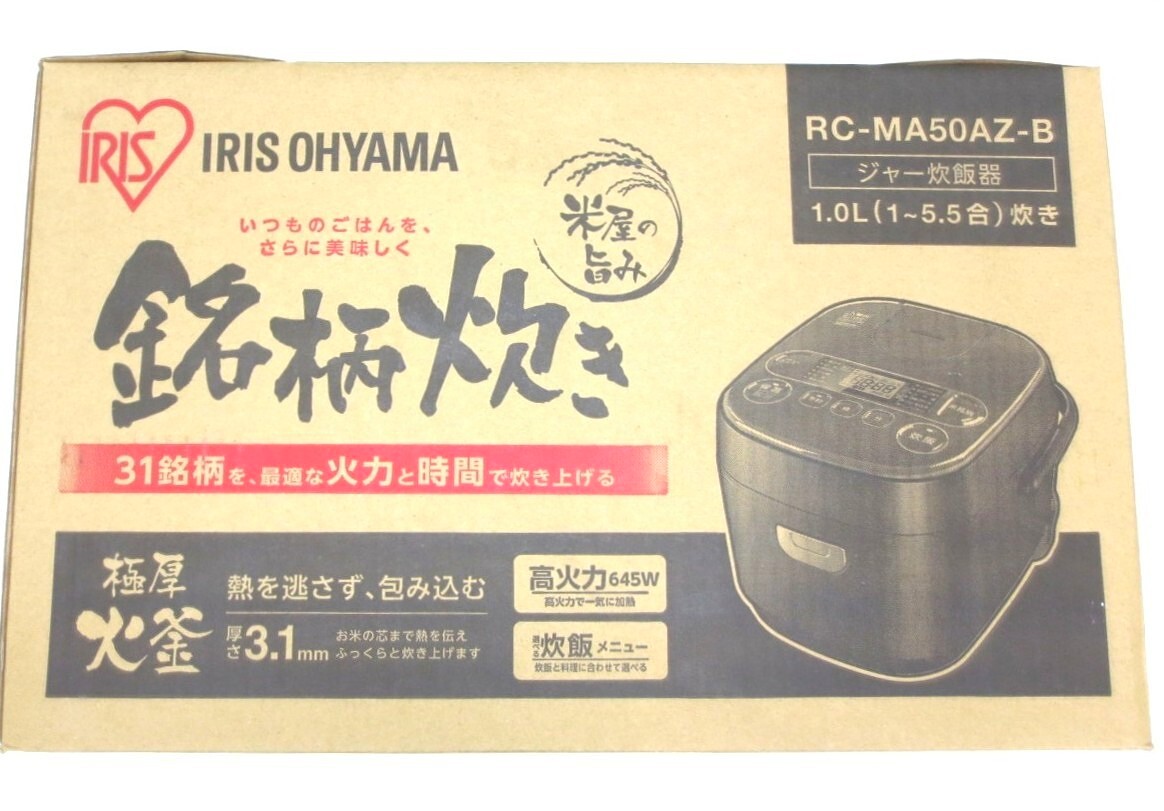 IRIS
IRIS OHYAMA
RC-MA50AZ-B
ジャー炊飯器
1.0L(1~5.5合)炊き
いつものごはんを、
さらに美味しく
米屋の
旨み
銘柄炊き
31銘柄を、最適な火力と時間で炊き上げる
極厚
火釜
熱を逃さず、包み込む
厚さ3.1mm
お米の芯まで熱を伝え
ふっくらと炊き上げます
高火力645W
高火力で一気に加熱
選べる炊飯メニュー
炊飯と料理に合わせて選べる
炊飯